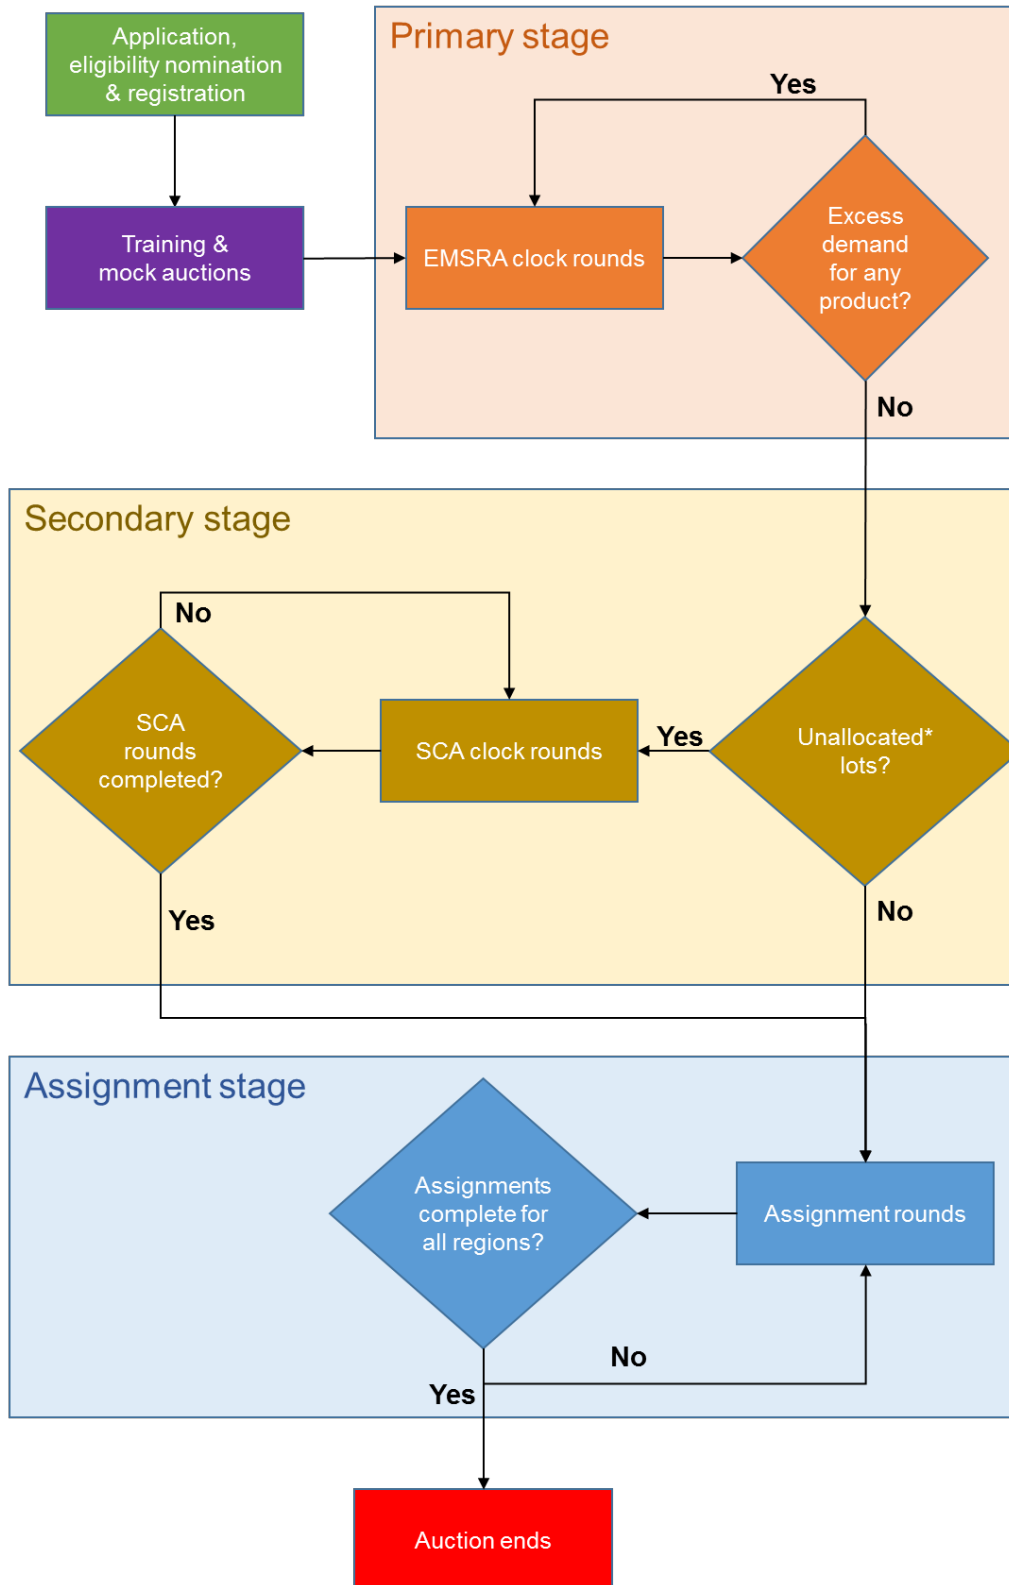 Application,
eligibility nomination
& registration
Primary stage
Yes
Training &
mock auctions
EMSRA clock rounds
Excess
demand
for any
product?
No
Secondary stage
No
SCA
rounds
completed?
SCA clock rounds
Yes
Unallocated*
lots?
Yes
No
Assignment stage
Assignments
complete for
all regions?
Assignment rounds
No
Yes
Auction ends